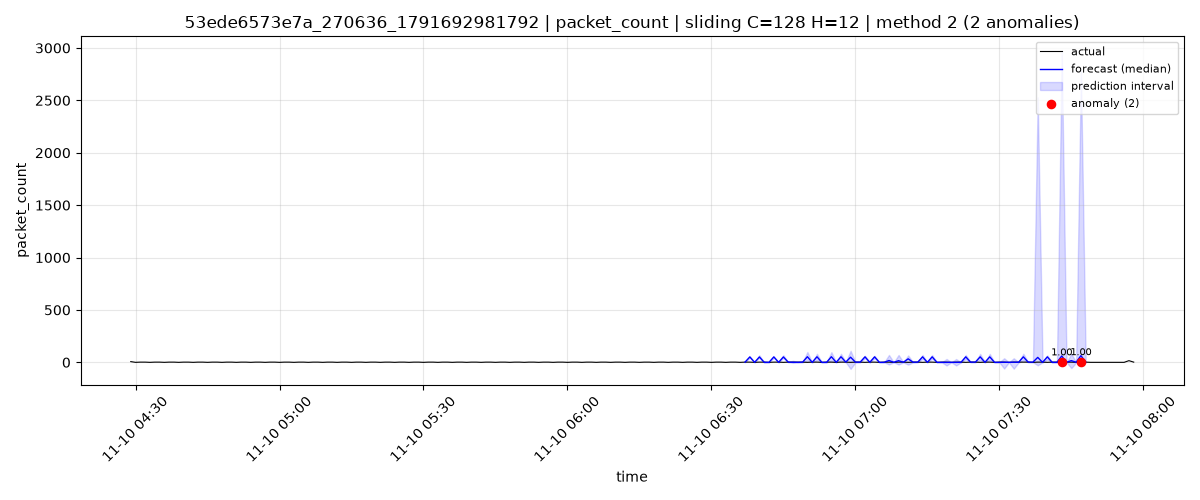 53ede6573e7a_270636_1791692981792 | packet_count | sliding C=128 H=12 | method 2 (2 anomalies)
actual
forecast (median)
prediction interval
anomaly (2)
3000
2500
2000
1500
1000
500
0
packet_count
1.00
1.00
11-10 04:30
11-10 05:00
11-10 05:30
11-10 06:00
11-10 06:30
11-10 07:00
11-10 07:30
11-10 08:00
time